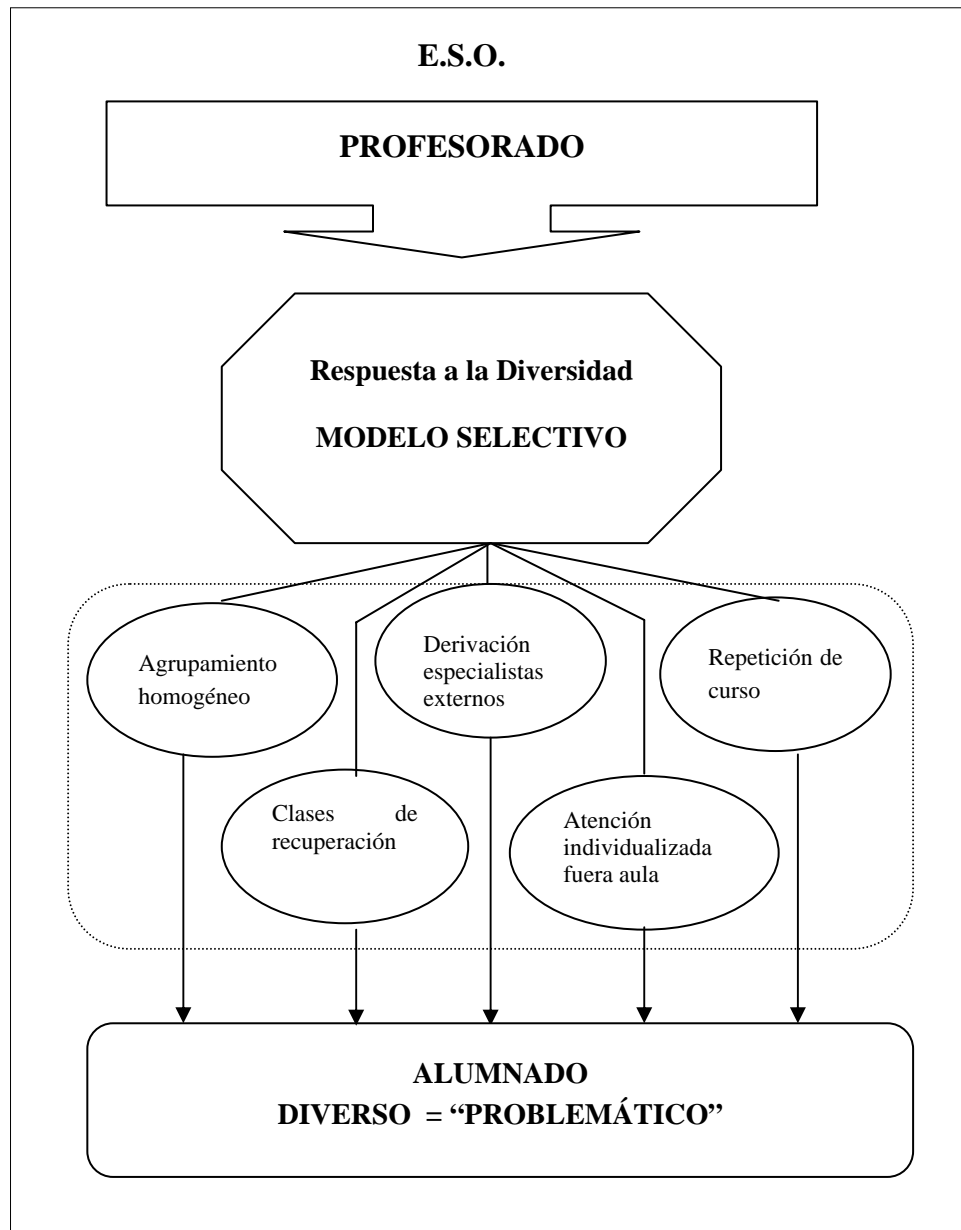 E.S.O.
PROFESORADO
Respuesta a la Diversidad
MODELO SELECTIVO
Agrupamiento
homogéneo
Derivación
especialistas
externos
Repetición de
curso
Clases de
recuperación
Atención
individualizada
fuera aula
ALUMNADO
DIVERSO = “PROBLEMÁTICO”